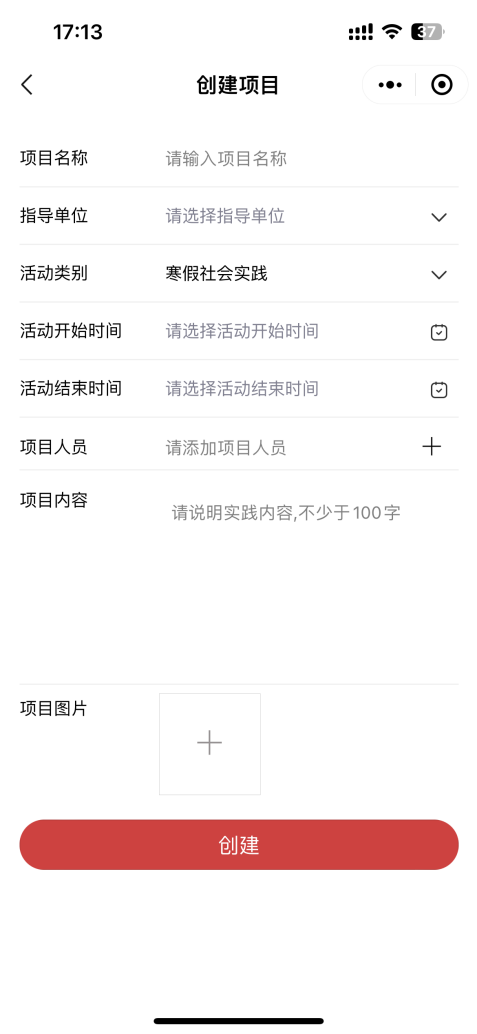 17:13
37
创建项目
项目名称 请输入项目名称
指导单位 请选择指导单位
活动类别 寒假社会实践
活动开始时间 请选择活动开始时间
活动结束时间 请选择活动结束时间
项目人员 请添加项目人员
项目内容 请说明实践内容,不少于100字
项目图片
创建